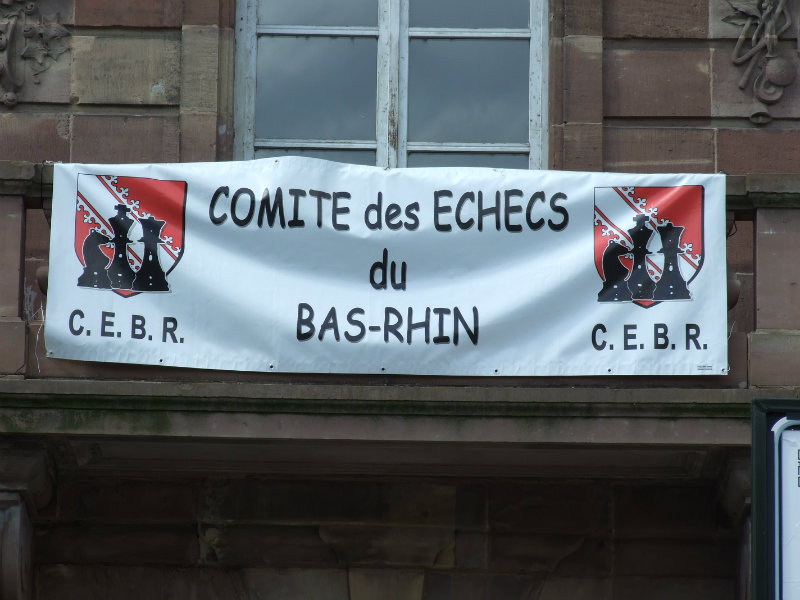 COMITE des ECHECS
du
BAS-RHIN
C. E. B. R.
C. E. B. R.